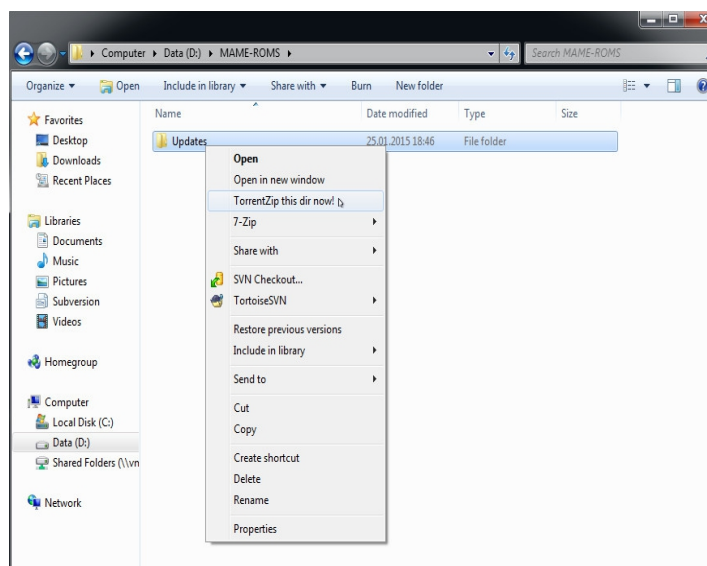 Computer ▸ Data (D:) ▸ MAME-ROMS ▸
Search MAME-ROMS
Organize Open Include in library Share with Burn New folder
Favorites
Desktop
Downloads
Recent Places
Libraries
Documents
Music
Pictures
Subversion
Videos
Homegroup
Computer
Local Disk (C:)
Data (D:)
Shared Folders (\\vn
Network
Name Date modified Type Size
Updates 25.01.2015 18:46 File folder
Open
Open in new window
TorrentZip this dir now!
7-Zip
Share with
SVN Checkout...
TortoiseSVN
Restore previous versions
Include in library
Send to
Cut
Copy
Create shortcut
Delete
Rename
Properties